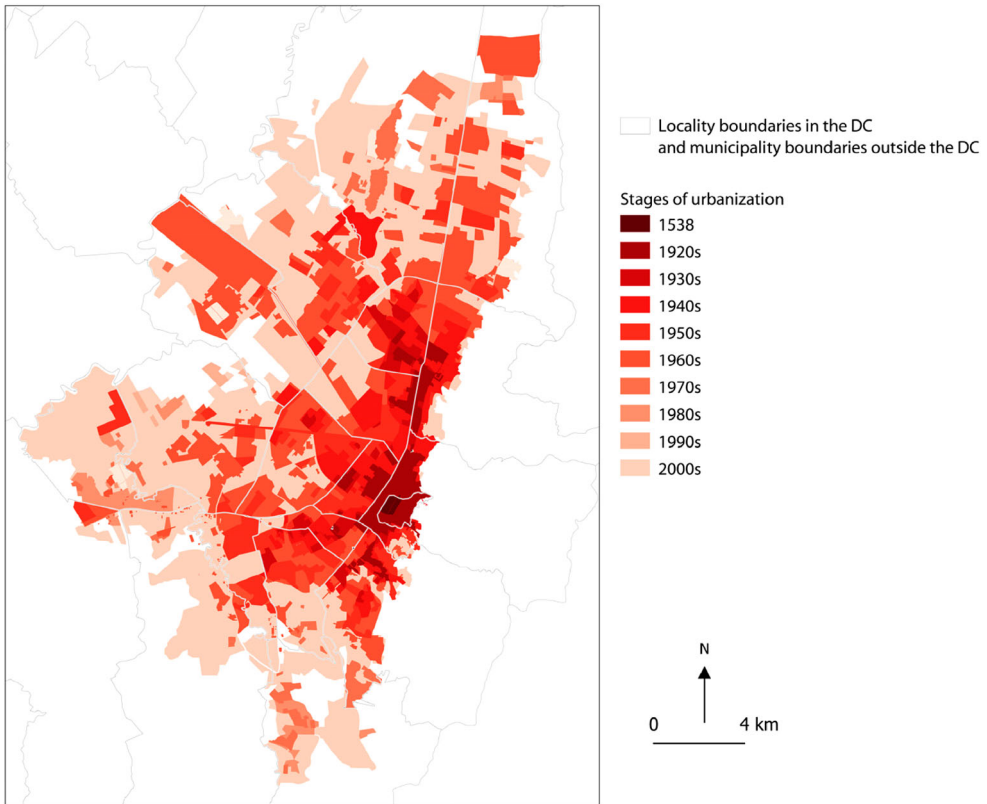 Locality boundaries in the DC
and municipality boundaries outside the DC
Stages of urbanization
1538
1920s
1930s
1940s
1950s
1960s
1970s
1980s
1990s
2000s
N
0 4 km